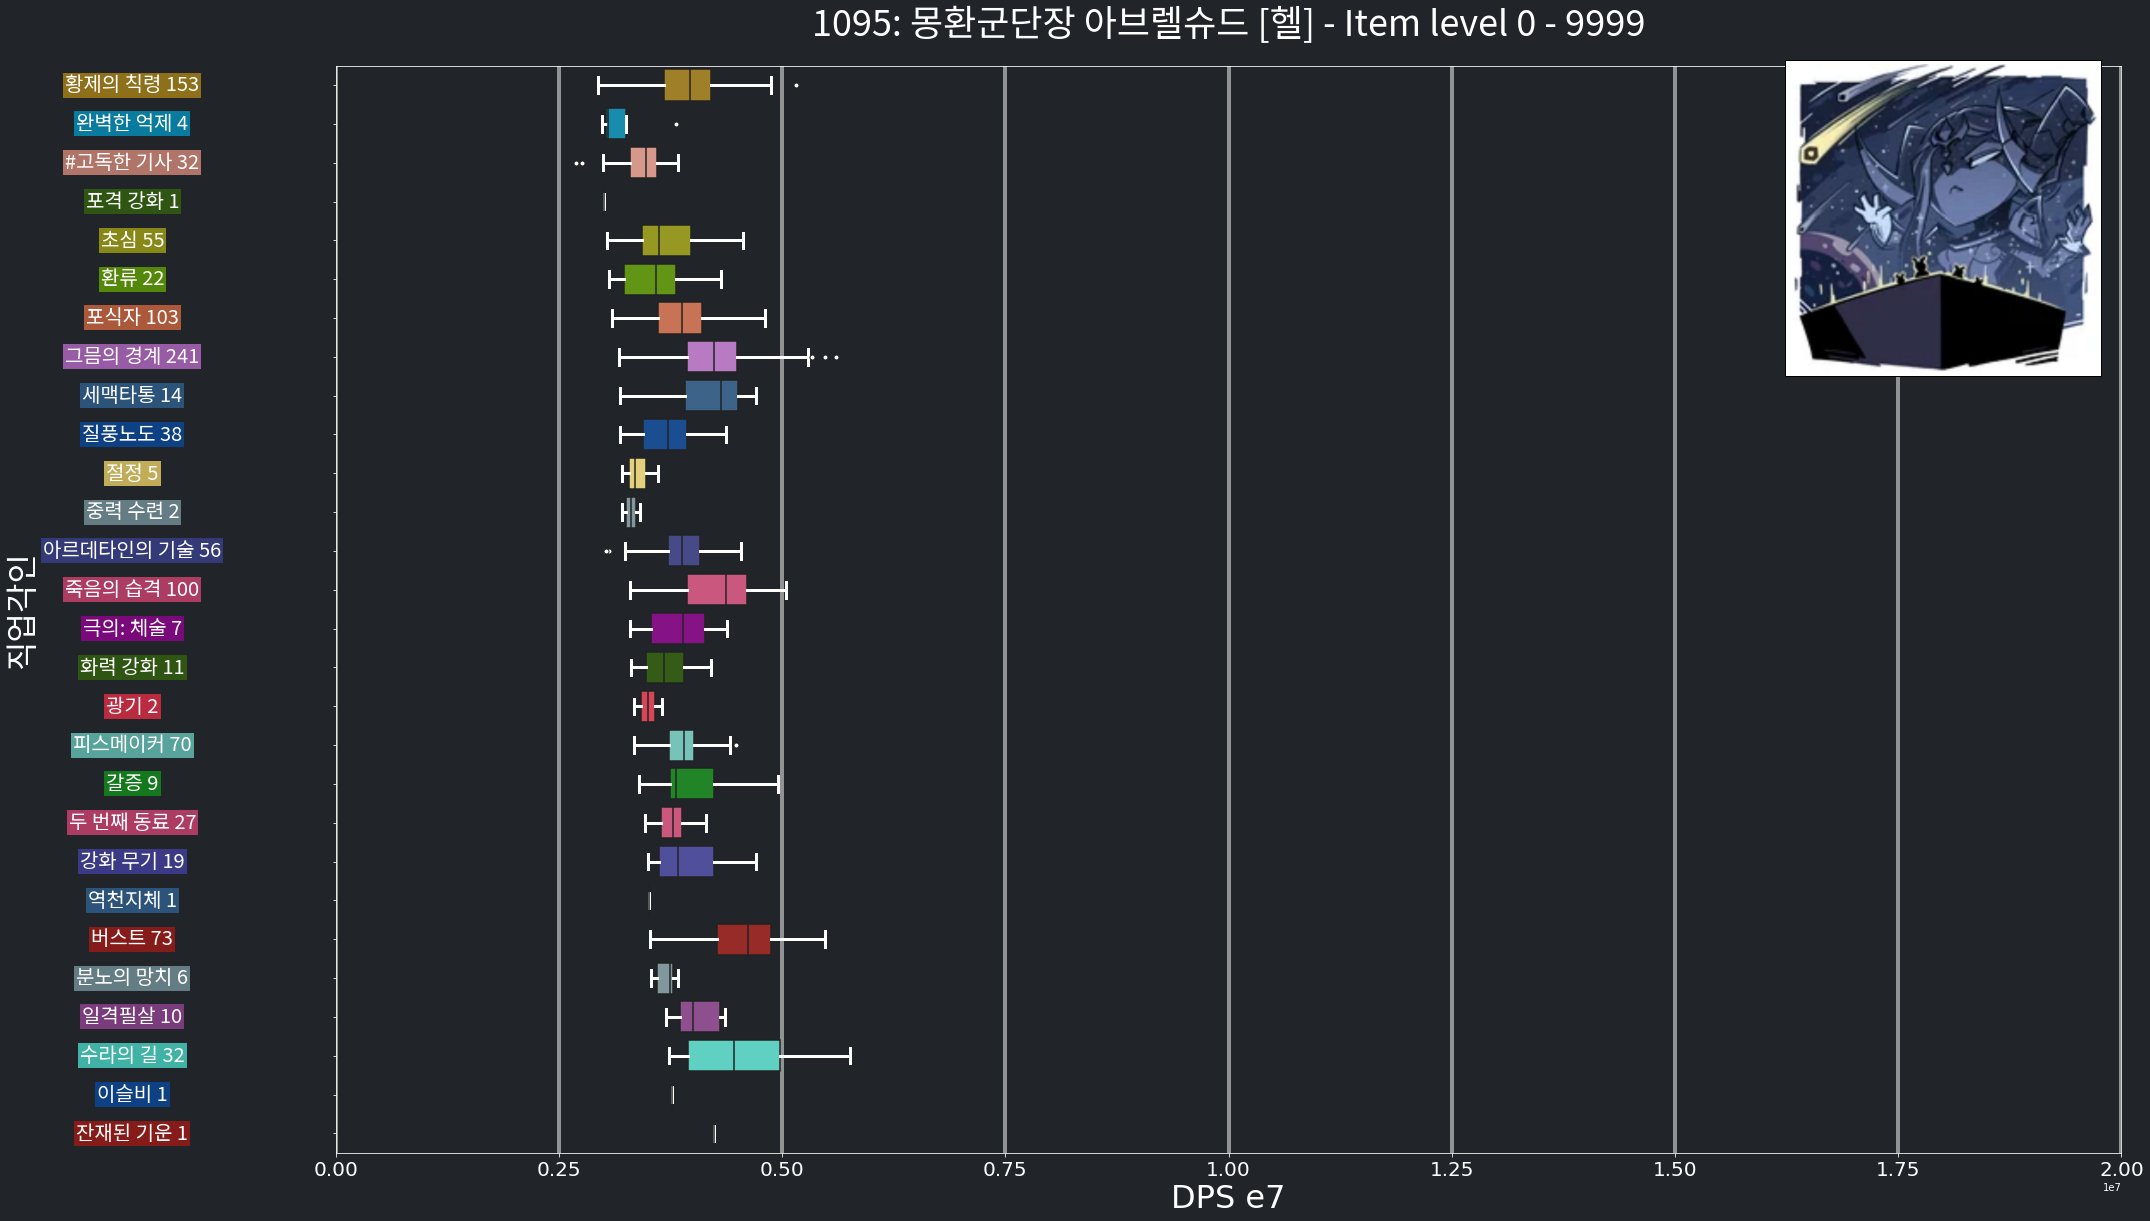 1095: 몽환군단장 아브렐슈드 [헬] - Item level 0 - 9999
직업각인
황제의 칙령 153
완벽한 억제 4
#고독한 기사 32
포격 강화 1
초심 55
환류 22
포식자 103
그믐의 경계 241
세맥타통 14
질풍노도 38
절정 5
중력 수련 2
아르데타인의 기술 56
죽음의 습격 100
극의: 체술 7
화력 강화 11
광기 2
피스메이커 70
갈증 9
두 번째 동료 27
강화 무기 19
역천지체 1
버스트 73
분노의 망치 6
일격필살 10
수라의 길 32
이슬비 1
잔재된 기운 1
0.00 0.25 0.50 0.75 1.00 1.25 1.50 1.75 2.00
1e7
DPS e7